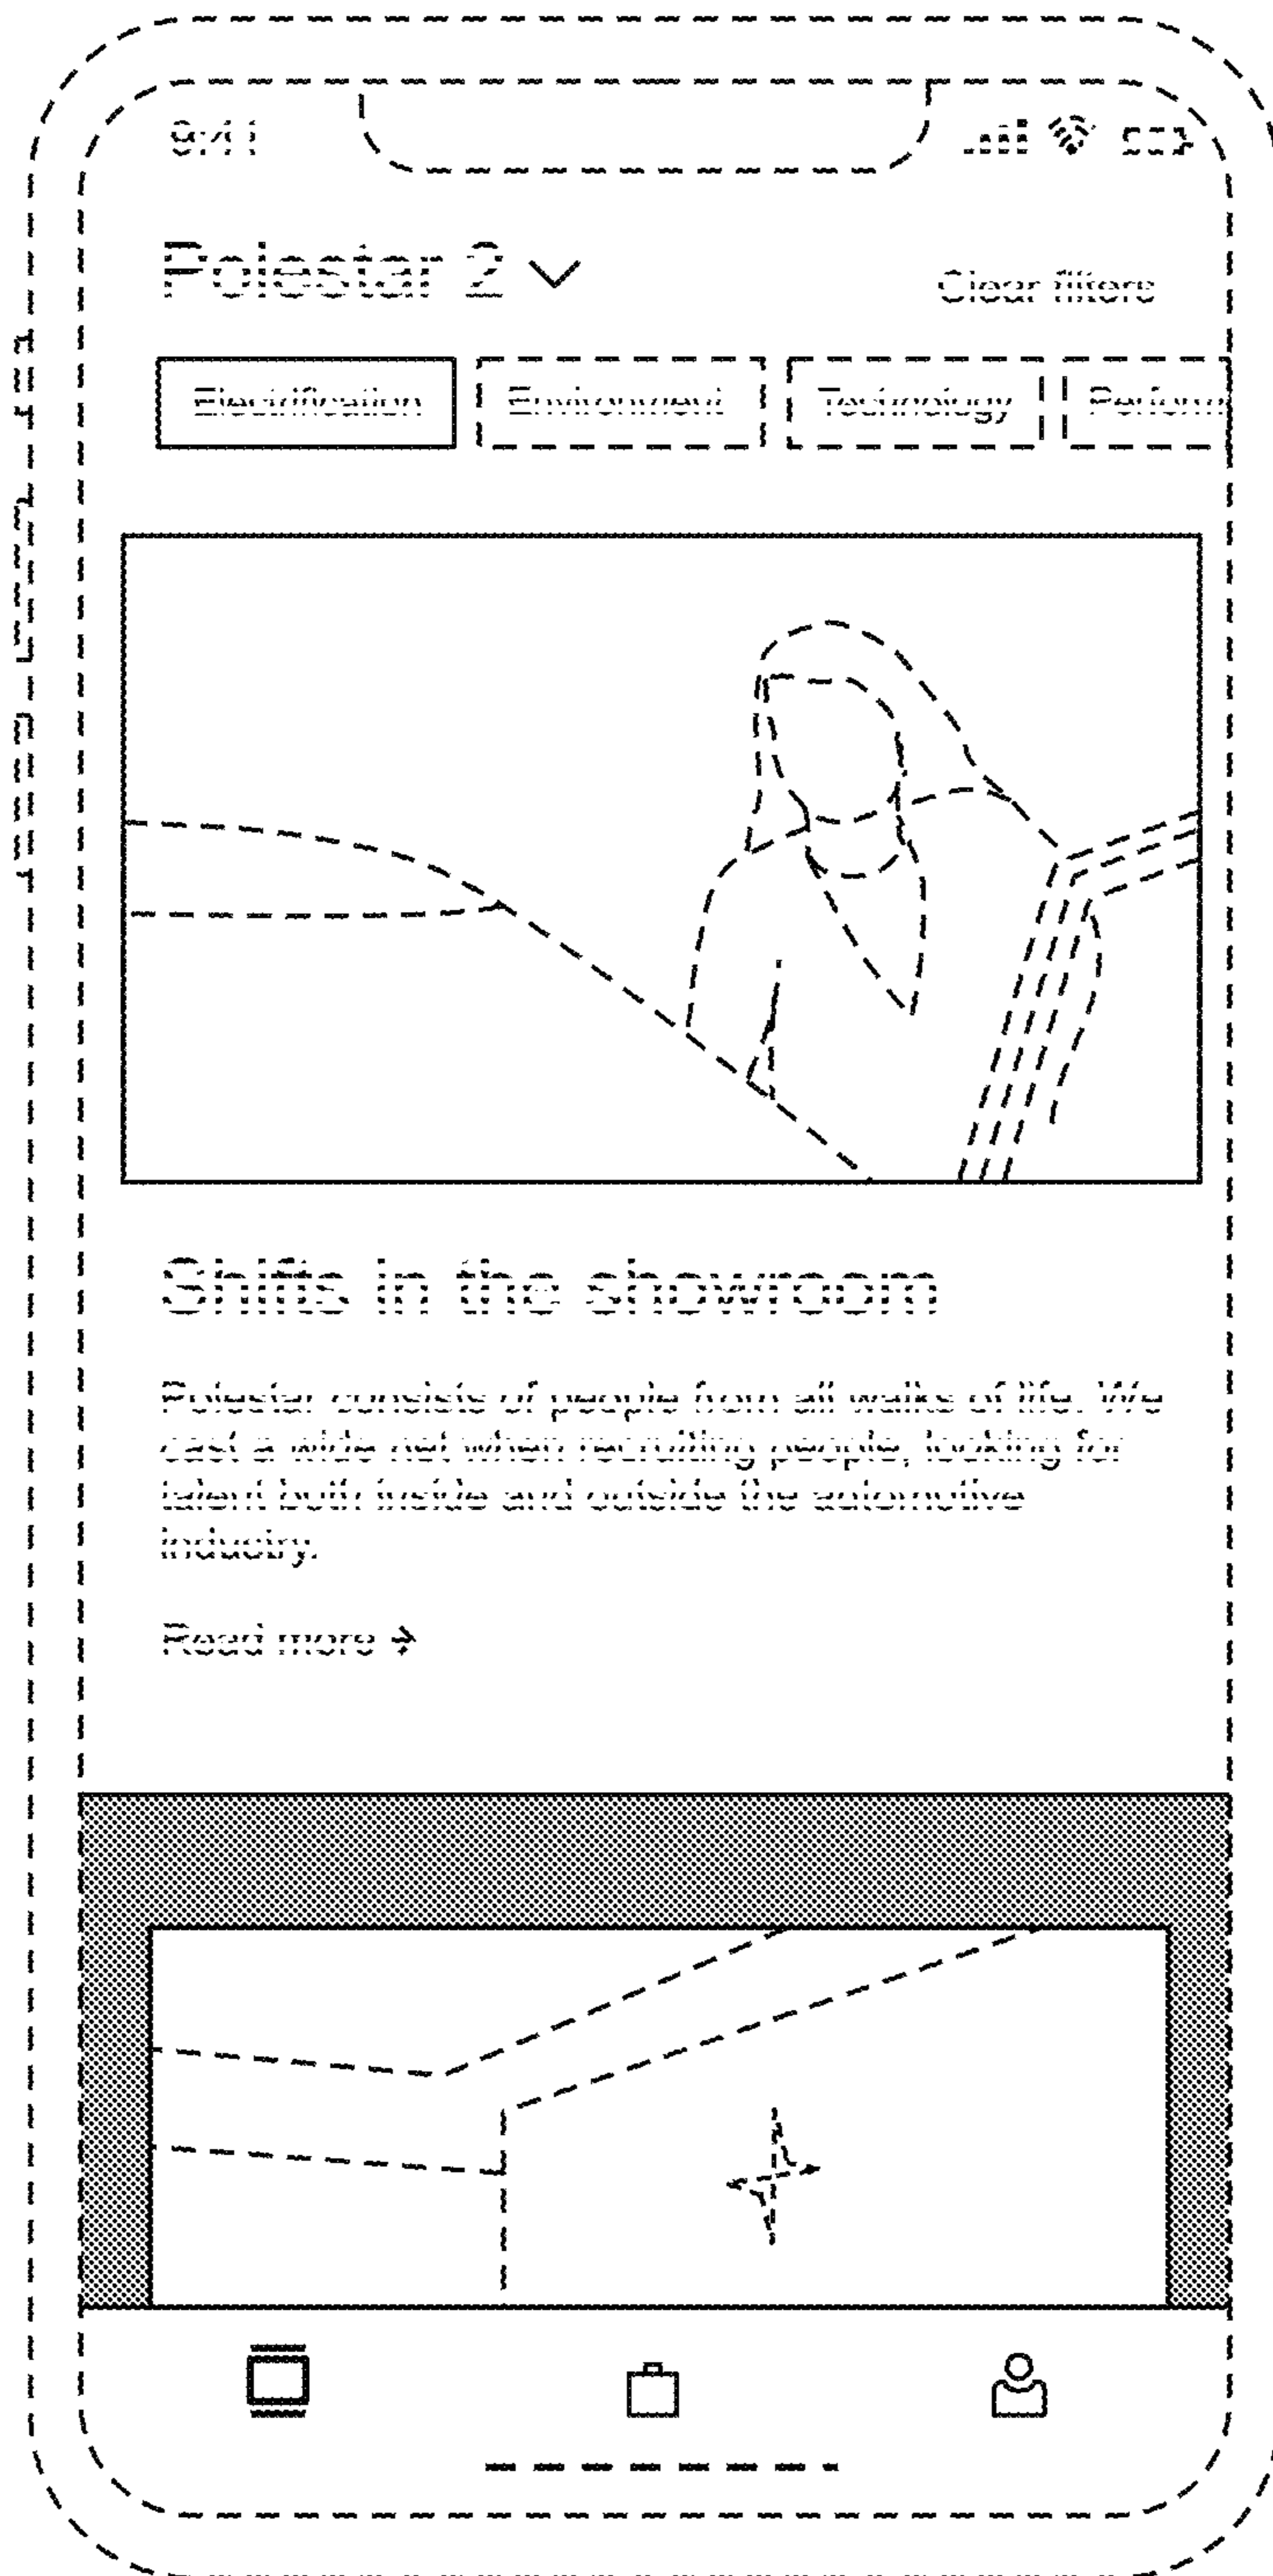 9:41
Polestar 2
Clear filters
Electrification Environment Technology Perform
Shifts in the showroom
Polestar consists of people from all walks of life. We
cast a wide net when recruiting people, looking for
talent both inside and outside the automotive
industry.
Read more →